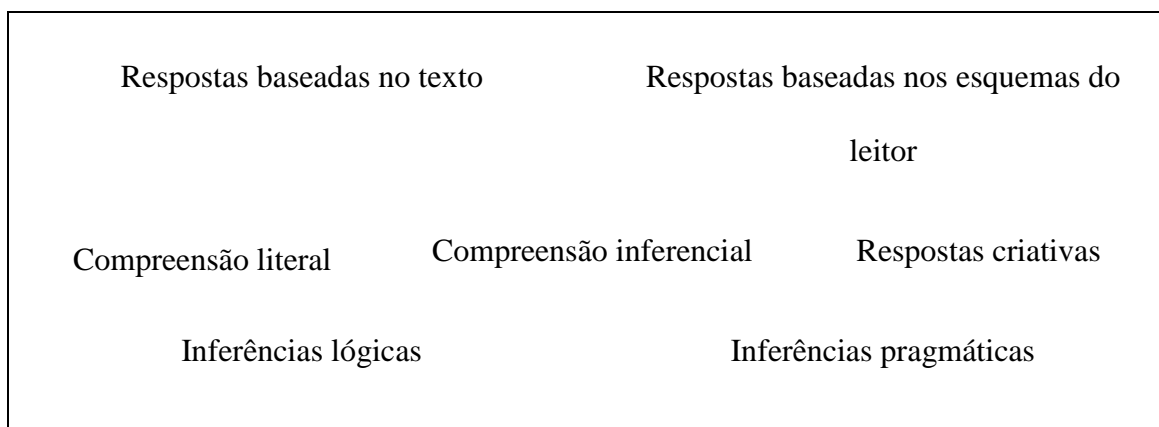 Respostas baseadas no texto
Respostas baseadas nos esquemas do
leitor
Compreensão literal
Compreensão inferencial
Respostas criativas
Inferências lógicas
Inferências pragmáticas